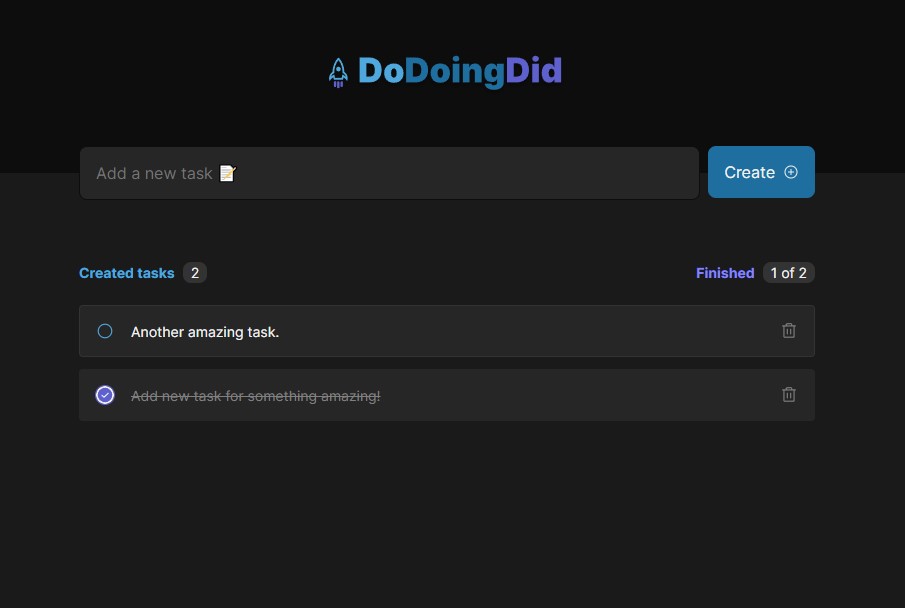 DoDoingDid
Add a new task 📝
Create
Created tasks 2
Finished 1 of 2
Another amazing task.
Add new task for something amazing!